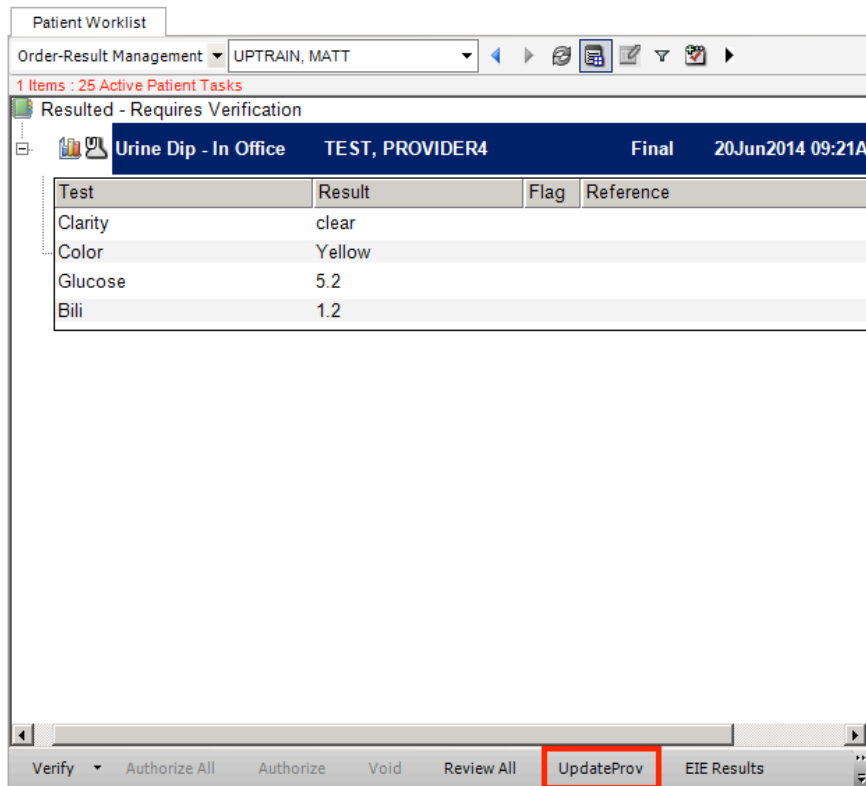 Patient Worklist
Order-Result Management UPTRAIN, MATT
1 Items : 25 Active Patient Tasks
Resulted - Requires Verification
Urine Dip - In Office TEST, PROVIDER4 Final 20Jun2014 09:21A
Test Result Flag Reference
Clarity clear
Color Yellow
Glucose 5.2
Bili 1.2
Verify Authorize All Authorize Void Review All UpdateProv EIE Results